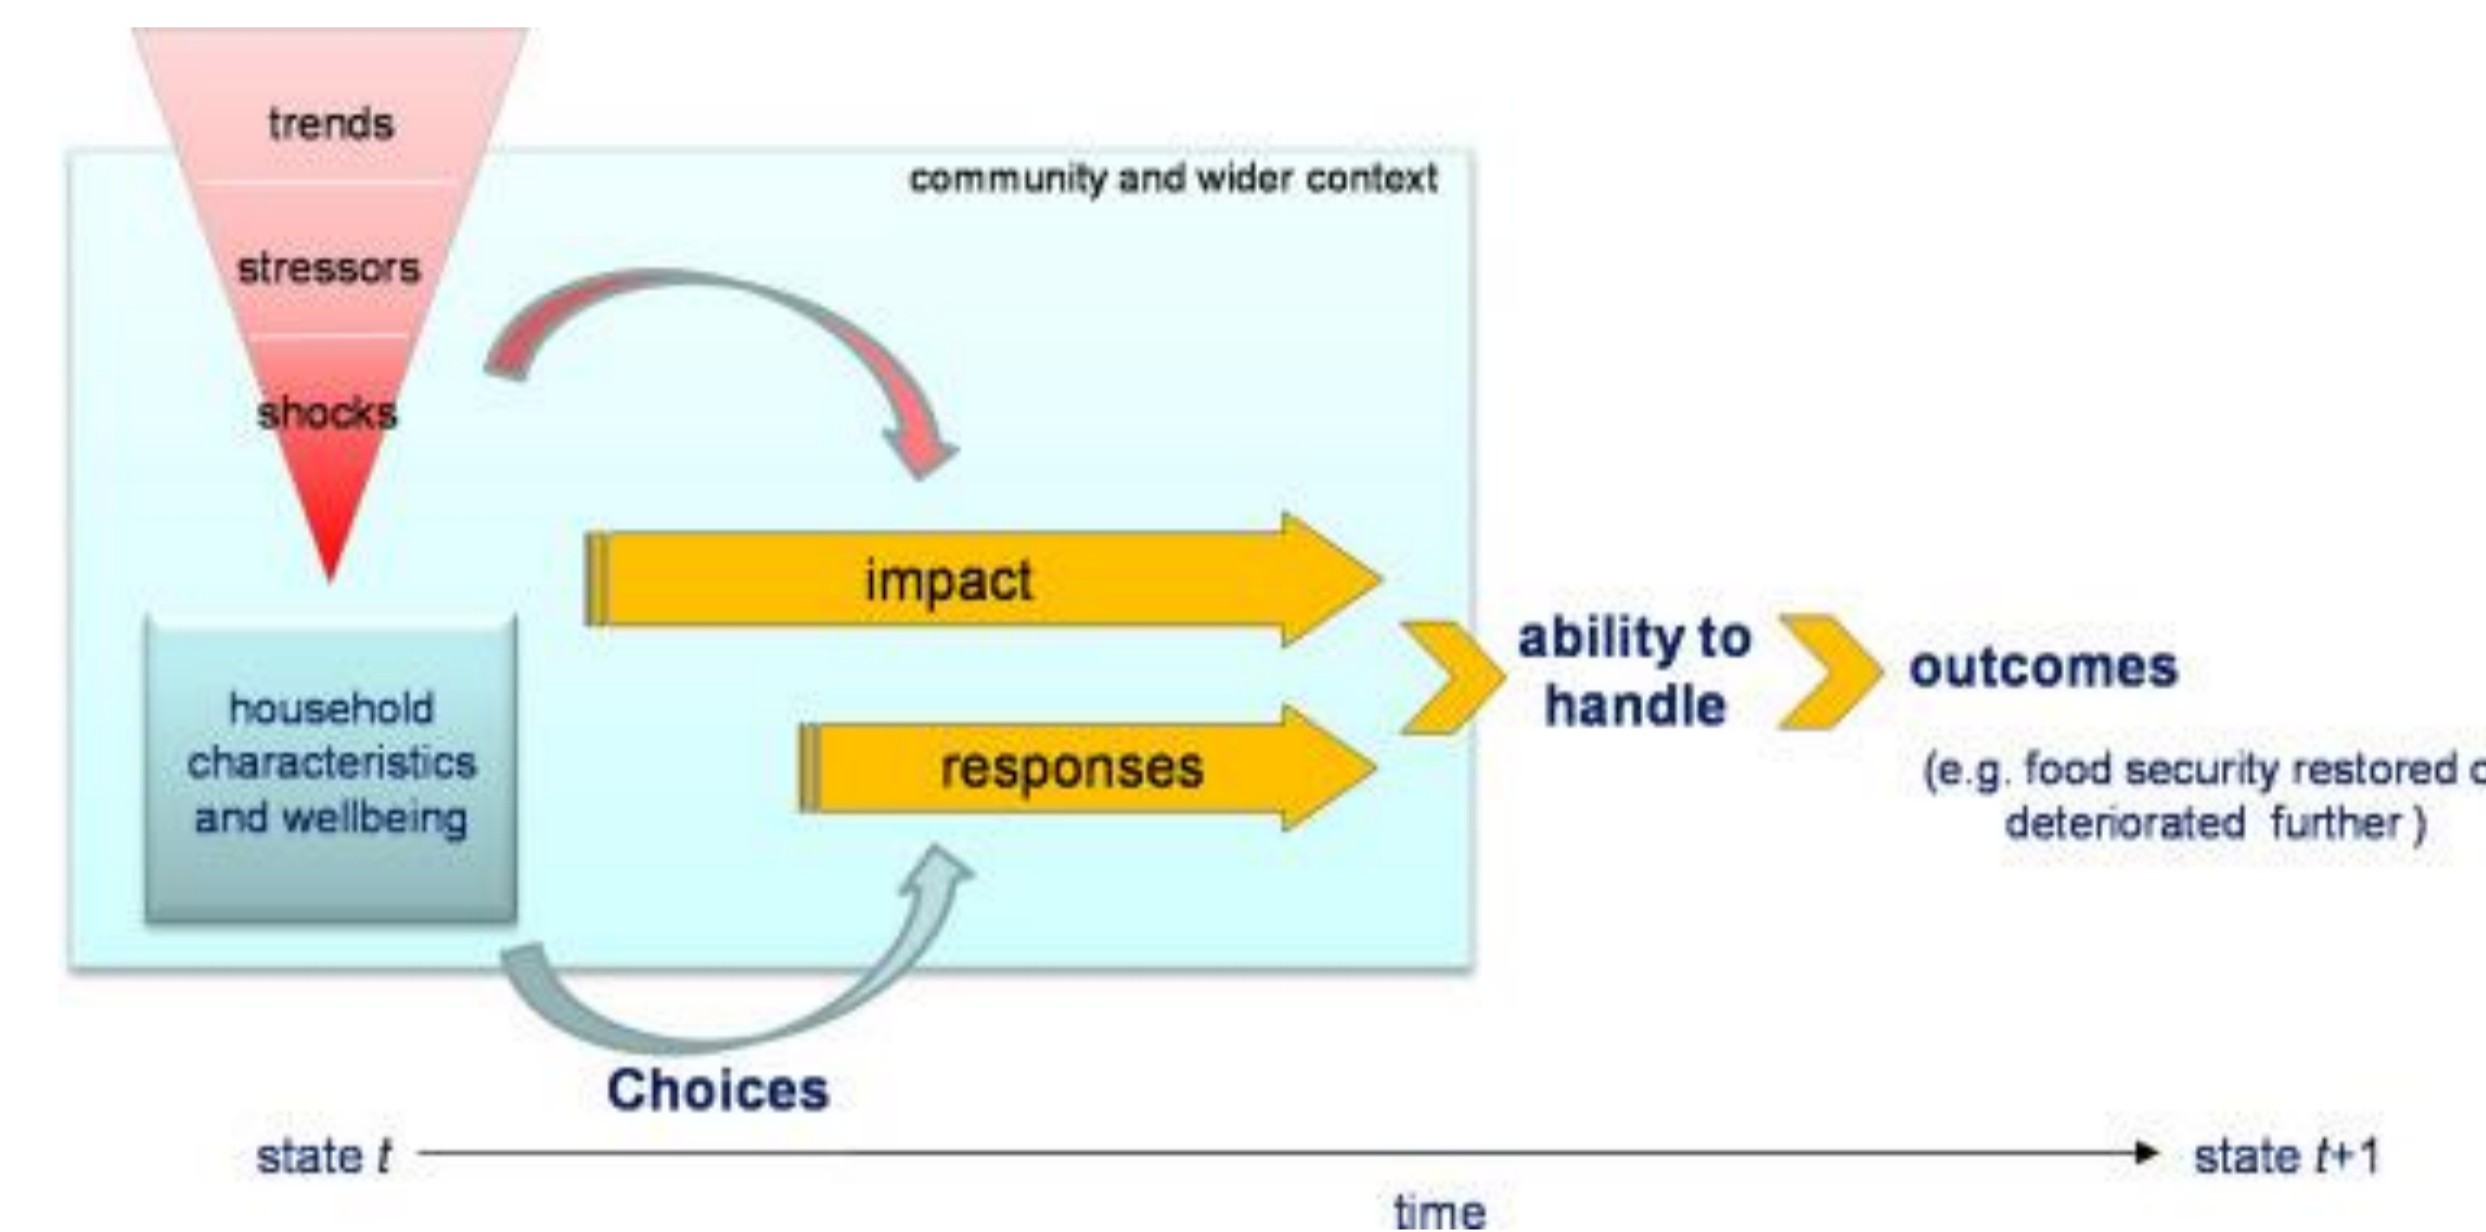 trends
community and wider context
stressors
shocks
impact
ability to
handle
outcomes
household
characteristics
and wellbeing
responses
(e.g. food security restored
deteriorated further )
Choices
state t
state t+1
time